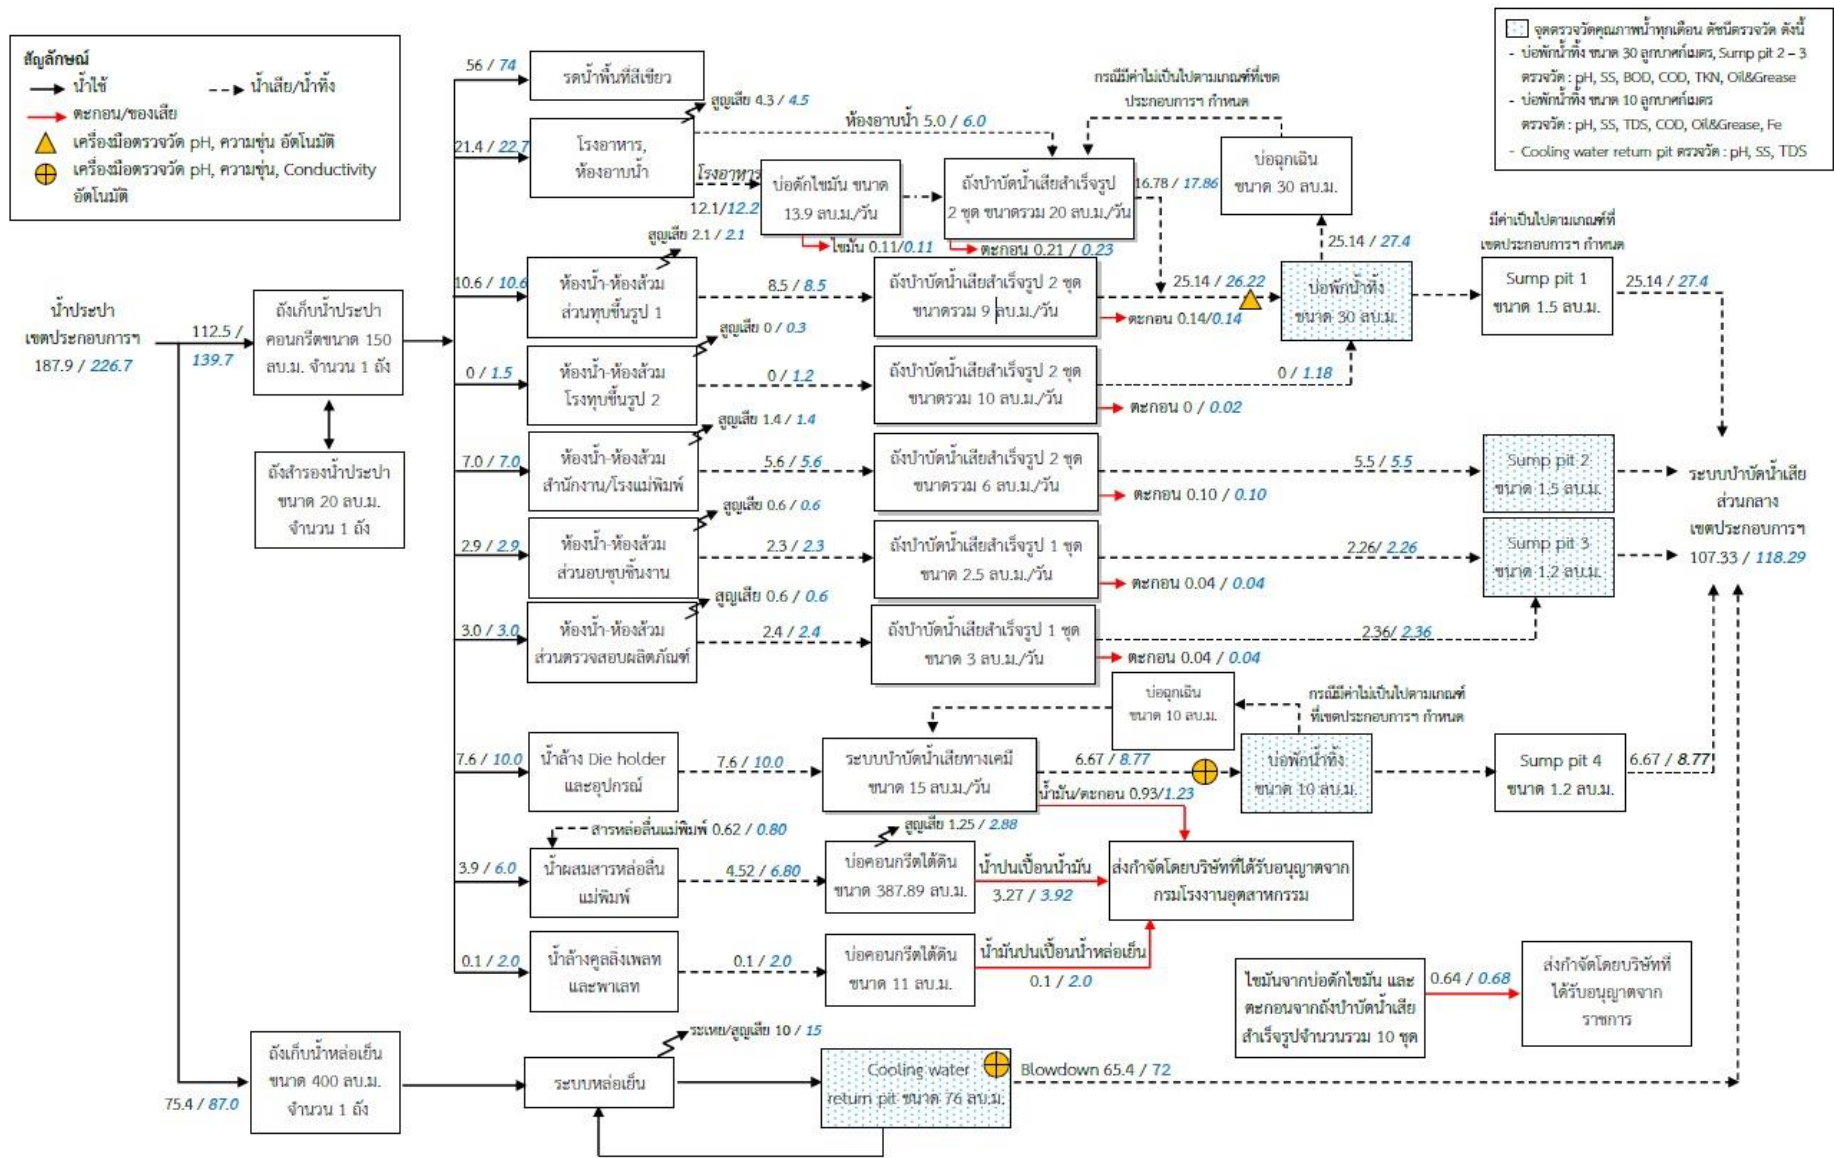 สัญลักษณ์
น้ำใช้
น้ำเสีย/น้ำทิ้ง
ตะกอน/ของเสีย
เครื่องมือตรวจวัด pH, ความขุ่น อัตโนมัติ
เครื่องมือตรวจวัด pH, ความขุ่น, Conductivity
อัตโนมัติ
จุดตรวจวัดคุณภาพน้ำทุกเดือน ดัชนีตรวจวัด ดังนี้
- บ่อพักน้ำทิ้ง ขนาด 30 ลูกบาศก์เมตร, Sump pit 2 – 3
ตรวจวัด : pH, SS, BOD, COD, TKN, Oil&Grease
- บ่อพักน้ำทิ้ง ขนาด 10 ลูกบาศก์เมตร
ตรวจวัด : pH, SS, TDS, COD, Oil&Grease, Fe
- Cooling water return pit ตรวจวัด : pH, SS, TDS
น้ำประปา
เขตประกอบการฯ
187.9 / 226.7
112.5 /
139.7
ถังเก็บน้ำประปา
คอนกรีตขนาด 150
ลบ.ม. จำนวน 1 ถัง
ถังสำรองน้ำประปา
ขนาด 20 ลบ.ม.
จำนวน 1 ถัง
56 / 74
รดน้ำพื้นที่สีเขียว
สูญเสีย 4.3 / 4.5
21.4 / 22.7
โรงอาหาร,
ห้องอาบน้ำ
ห้องอาบน้ำ 5.0 / 6.0
โรงอาหาร
12.1/12.2
บ่อดักไขมัน ขนาด
13.9 ลบ.ม./วัน
ไขมัน 0.11/0.11
ถังบำบัดน้ำเสียสำเร็จรูป
2 ชุด ขนาดรวม 20 ลบ.ม./วัน
ตะกอน 0.21 / 0.23
16.78 / 17.86
กรณีมีค่าไม่เป็นไปตามเกณฑ์ที่เขต
ประกอบการฯ กำหนด
บ่อฉุกเฉิน
ขนาด 30 ลบ.ม.
25.14 / 27.4
มีค่าเป็นไปตามเกณฑ์ที่
เขตประกอบการฯ กำหนด
สูญเสีย 2.1 / 2.1
10.6 / 10.6
ห้องน้ำ-ห้องส้วม
ส่วนทุบขึ้นรูป 1
8.5 / 8.5
ถังบำบัดน้ำเสียสำเร็จรูป 2 ชุด
ขนาดรวม 9 ลบ.ม./วัน
25.14 / 26.22
ตะกอน 0.14/0.14
บ่อพักน้ำทิ้ง
ขนาด 30 ลบ.ม.
Sump pit 1
ขนาด 1.5 ลบ.ม.
25.14 / 27.4
สูญเสีย 0 / 0.3
0 / 1.5
ห้องน้ำ-ห้องส้วม
โรงทุบขึ้นรูป 2
0 / 1.2
ถังบำบัดน้ำเสียสำเร็จรูป 2 ชุด
ขนาดรวม 10 ลบ.ม./วัน
0 / 1.18
ตะกอน 0 / 0.02
สูญเสีย 1.4 / 1.4
7.0 / 7.0
ห้องน้ำ-ห้องส้วม
สำนักงาน/โรงแม่พิมพ์
5.6 / 5.6
ถังบำบัดน้ำเสียสำเร็จรูป 2 ชุด
ขนาดรวม 6 ลบ.ม./วัน
5.5 / 5.5
ตะกอน 0.10 / 0.10
Sump pit 2
ขนาด 1.5 ลบ.ม.
ระบบบำบัดน้ำเสีย
ส่วนกลาง
เขตประกอบการฯ
107.33 / 118.29
สูญเสีย 0.6 / 0.6
2.9 / 2.9
ห้องน้ำ-ห้องส้วม
ส่วนอบชุบชิ้นงาน
2.3 / 2.3
ถังบำบัดน้ำเสียสำเร็จรูป 1 ชุด
ขนาด 2.5 ลบ.ม./วัน
2.26/ 2.26
ตะกอน 0.04 / 0.04
Sump pit 3
ขนาด 1.2 ลบ.ม.
สูญเสีย 0.6 / 0.6
3.0 / 3.0
ห้องน้ำ-ห้องส้วม
ส่วนตรวจสอบผลิตภัณฑ์
2.4 / 2.4
ถังบำบัดน้ำเสียสำเร็จรูป 1 ชุด
ขนาด 3 ลบ.ม./วัน
2.36/ 2.36
ตะกอน 0.04 / 0.04
บ่อฉุกเฉิน
ขนาด 10 ลบ.ม.
กรณีมีค่าไม่เป็นไปตามเกณฑ์
ที่เขตประกอบการฯ กำหนด
7.6 / 10.0
น้ำล้าง Die holder
และอุปกรณ์
7.6 / 10.0
ระบบบำบัดน้ำเสียทางเคมี
ขนาด 15 ลบ.ม./วัน
6.67 / 8.77
น้ำมัน/ตะกอน 0.93/1.23
บ่อพักน้ำทิ้ง
ขนาด 10 ลบ.ม.
Sump pit 4
ขนาด 1.2 ลบ.ม.
6.67 / 8.77
สารหล่อลื่นแม่พิมพ์ 0.62 / 0.80
สูญเสีย 1.25 / 2.88
3.9 / 6.0
น้ำผสมสารหล่อลื่น
แม่พิมพ์
4.52 / 6.80
บ่อคอนกรีตใต้ดิน
ขนาด 387.89 ลบ.ม.
น้ำปนเปื้อนน้ำมัน
3.27 / 3.92
ส่งกำจัดโดยบริษัทที่ได้รับอนุญาตจาก
กรมโรงงานอุตสาหกรรม
0.1 / 2.0
น้ำล้างคูลลิ่งเพลท
และพาเลท
0.1 / 2.0
บ่อคอนกรีตใต้ดิน
ขนาด 11 ลบ.ม.
น้ำมันปนเปื้อนน้ำหล่อเย็น
0.1 / 2.0
ไขมันจากบ่อดักไขมัน และ
ตะกอนจากถังบำบัดน้ำเสีย
สำเร็จรูปจำนวนรวม 10 ชุด
0.64 / 0.68
ส่งกำจัดโดยบริษัทที่
ได้รับอนุญาตจาก
ราชการ
75.4 / 87.0
ถังเก็บน้ำหล่อเย็น
ขนาด 400 ลบ.ม.
จำนวน 1 ถัง
ระเหย/สูญเสีย 10 / 15
ระบบหล่อเย็น
Cooling water
return pit ขนาด 76 ลบ.ม.
Blowdown 65.4 / 72